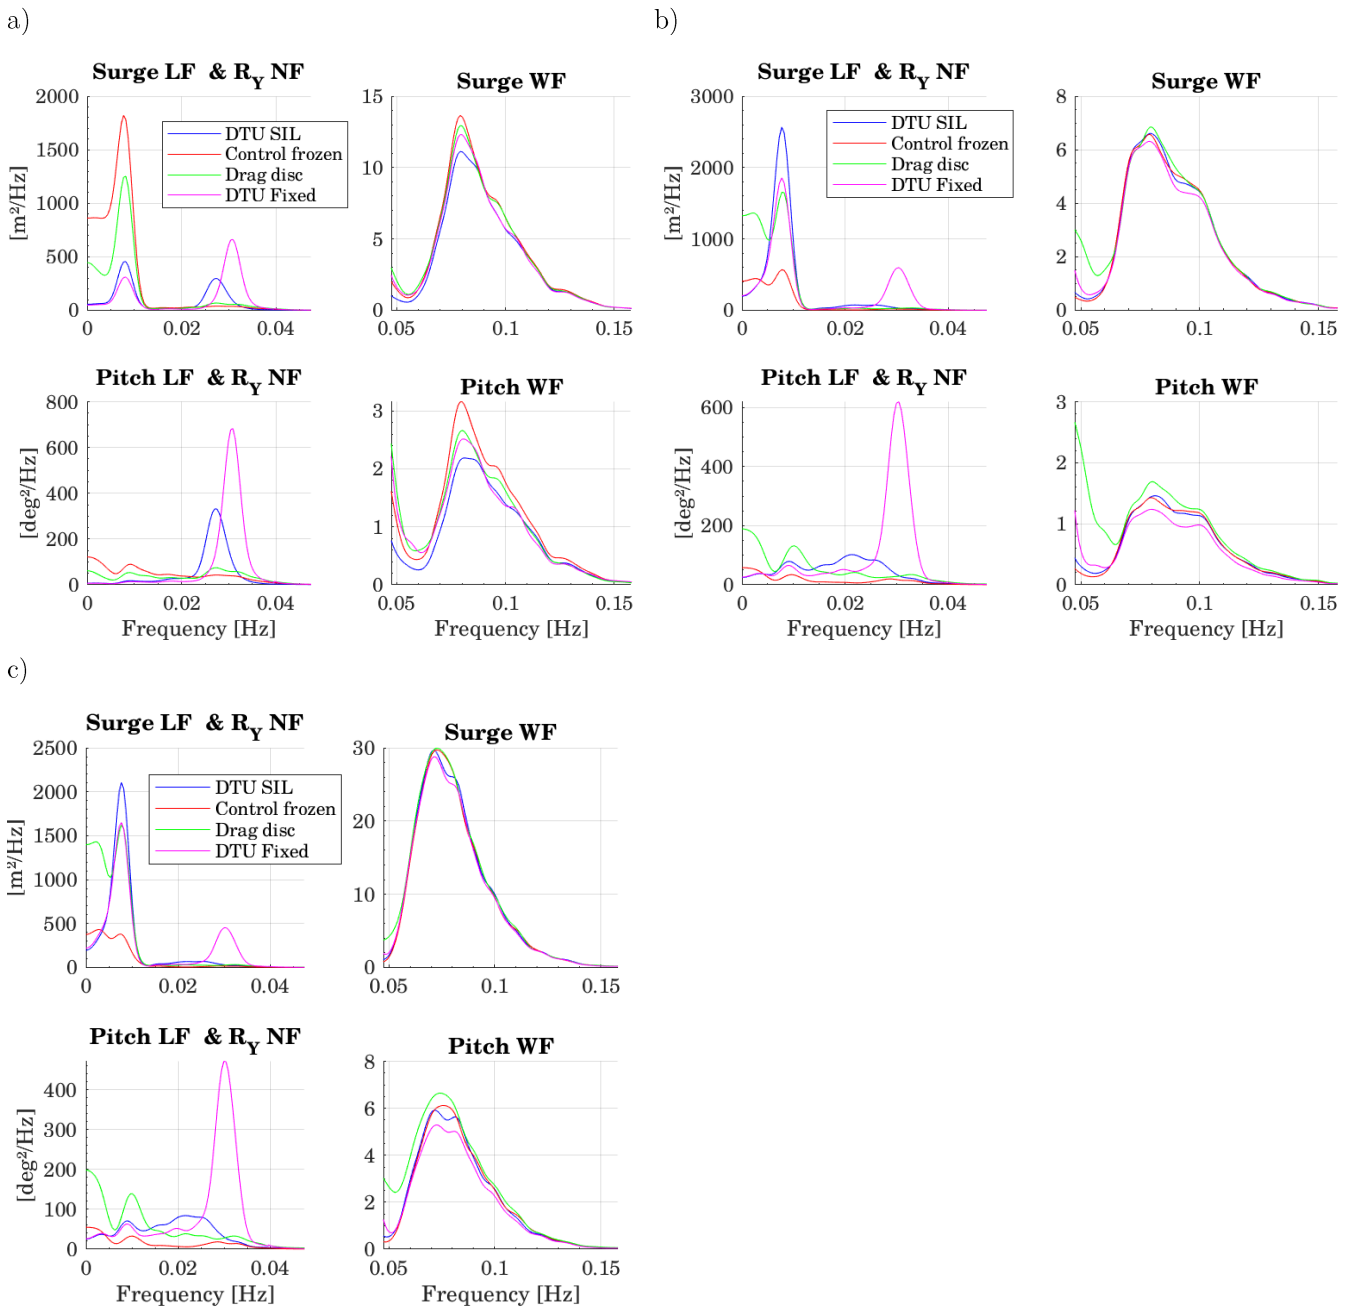 a)
Surge LF & R_Y NF
[m²/Hz]
2000
1500
1000
500
0
0
0.02
0.04
DTU SIL
Control frozen
Drag disc
DTU Fixed
Surge WF
15
10
5
0
0.05
0.1
0.15
Pitch LF & R_Y NF
[deg²/Hz]
800
600
400
200
0
0
0.02
0.04
Frequency [Hz]
Pitch WF
3
2
1
0
0.05
0.1
0.15
Frequency [Hz]
b)
Surge LF & R_Y NF
[m²/Hz]
3000
2000
1000
0
0
0.02
0.04
DTU SIL
Control frozen
Drag disc
DTU Fixed
Surge WF
8
6
4
2
0
0.05
0.1
0.15
Pitch LF & R_Y NF
[deg²/Hz]
600
400
200
0
0
0.02
0.04
Frequency [Hz]
Pitch WF
3
2
1
0
0.05
0.1
0.15
Frequency [Hz]
c)
Surge LF & R_Y NF
[m²/Hz]
2500
2000
1500
1000
500
0
0
0.02
0.04
DTU SIL
Control frozen
Drag disc
DTU Fixed
Surge WF
30
20
10
0
0.05
0.1
0.15
Pitch LF & R_Y NF
[deg²/Hz]
400
300
200
100
0
0
0.02
0.04
Frequency [Hz]
Pitch WF
8
6
4
2
0
0.05
0.1
0.15
Frequency [Hz]